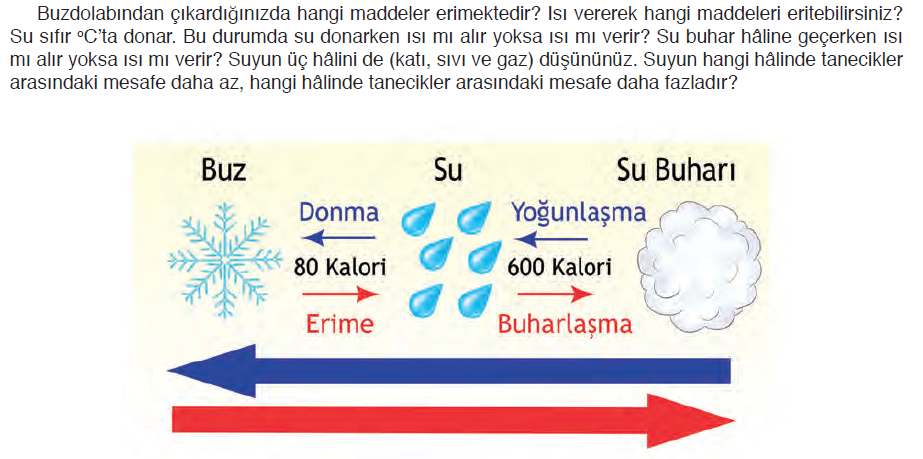 Buzdolabından çıkardığınızda hangi maddeler erimektedir? Isı vererek hangi maddeleri eritebilirsiniz?
Su sıfır ºC’ta donar. Bu durumda su donarken ısı mı alır yoksa ısı mı verir? Su buhar hâline geçerken ısı
mı alır yoksa ısı mı verir? Suyun üç hâlini de (katı, sıvı ve gaz) düşününüz. Suyun hangi hâlinde tanecikler
arasındaki mesafe daha az, hangi hâlinde tanecikler arasındaki mesafe daha fazladır?
Buz Su Su Buharı
Donma Yoğunlaşma
80 Kalori 600 Kalori
Erime Buharlaşma